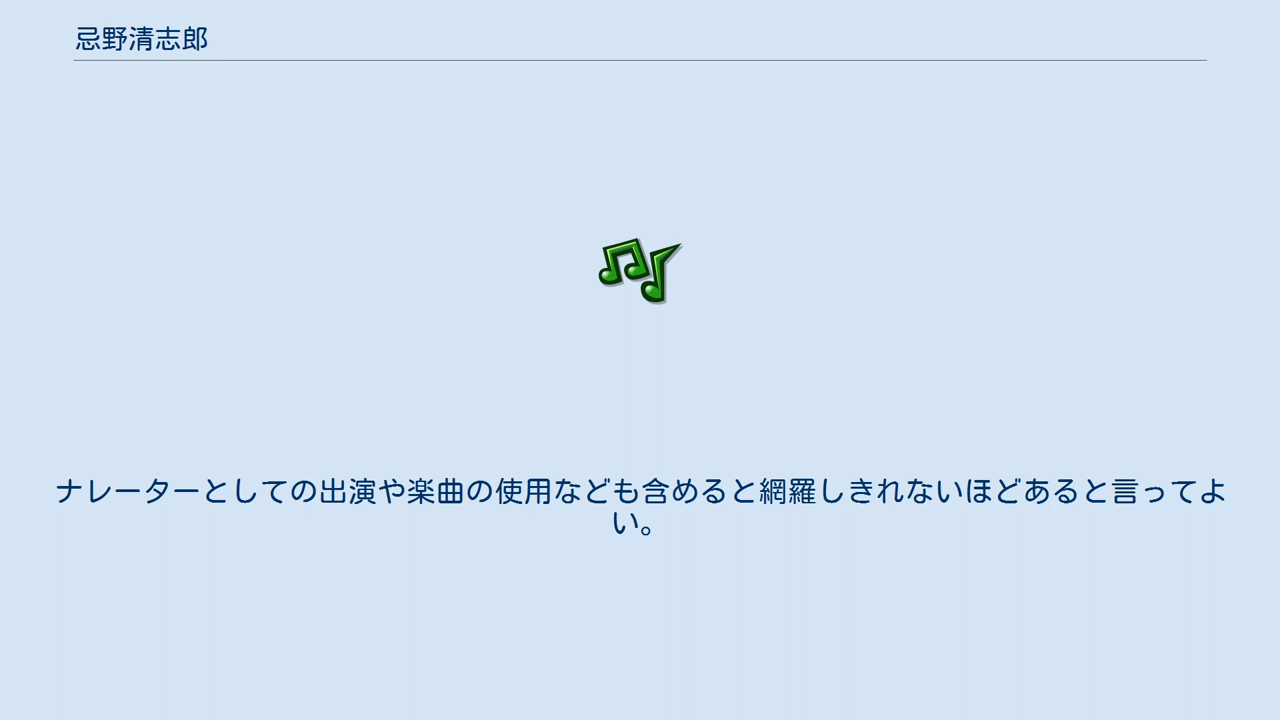 忌野清志郎
ナレーターとしての出演や楽曲の使用なども含めると網羅しきれないほどあると言ってよ
い。